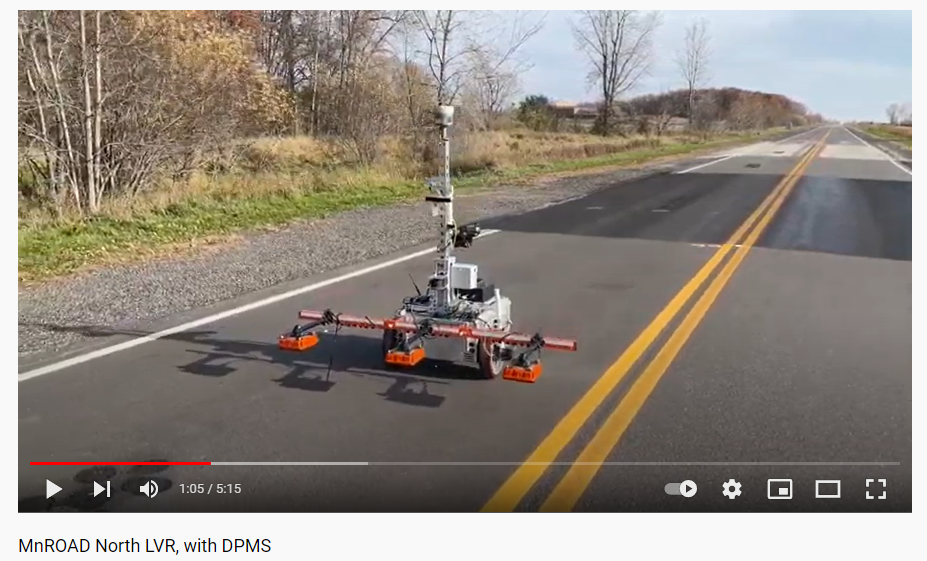 1:05 / 5:15
MnROAD North LVR, with DPMS